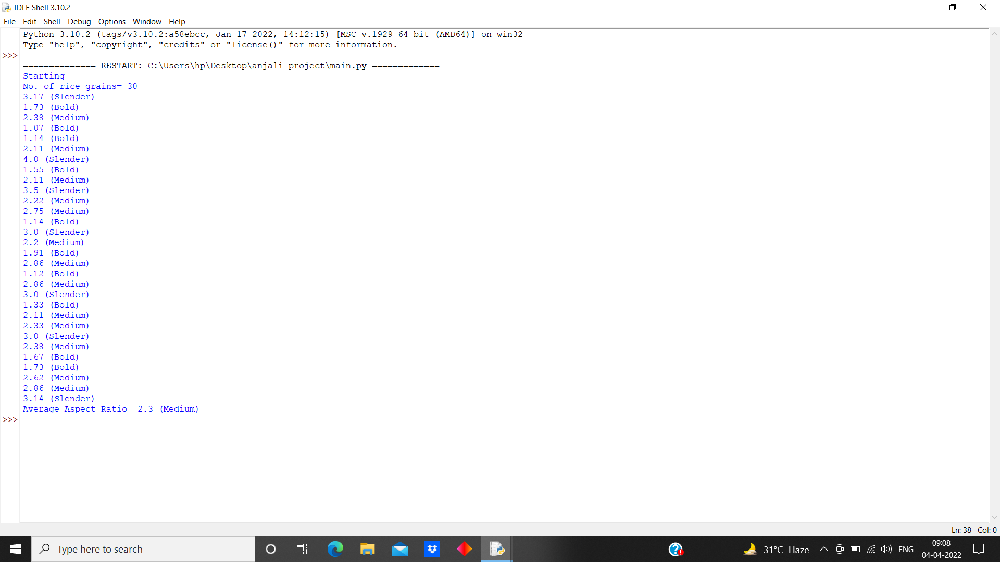 IDLE Shell 3.10.2
File Edit Shell Debug Options Window Help
Python 3.10.2 (tags/v3.10.2:a58ebcc, Jan 17 2022, 14:12:15) [MSC v.1929 64 bit (AMD64)] on win32
Type "help", "copyright", "credits" or "license()" for more information.
>>>
============== RESTART: C:\Users\hp\Desktop\anjali project\main.py =============
Starting
No. of rice grains= 30
3.17 (Slender)
1.73 (Bold)
2.38 (Medium)
1.07 (Bold)
1.14 (Bold)
2.11 (Medium)
4.0 (Slender)
1.55 (Bold)
2.11 (Medium)
3.5 (Slender)
2.22 (Medium)
2.75 (Medium)
1.14 (Bold)
3.0 (Slender)
2.2 (Medium)
1.91 (Bold)
2.86 (Medium)
1.12 (Bold)
2.86 (Medium)
3.0 (Slender)
1.33 (Bold)
2.11 (Medium)
2.33 (Medium)
3.0 (Slender)
2.38 (Medium)
1.67 (Bold)
1.73 (Bold)
2.62 (Medium)
2.86 (Medium)
3.14 (Slender)
Average Aspect Ratio= 2.3 (Medium)
>>>
Ln: 38 Col: 0
Type here to search
31°C Haze
ENG
09:08
04-04-2022